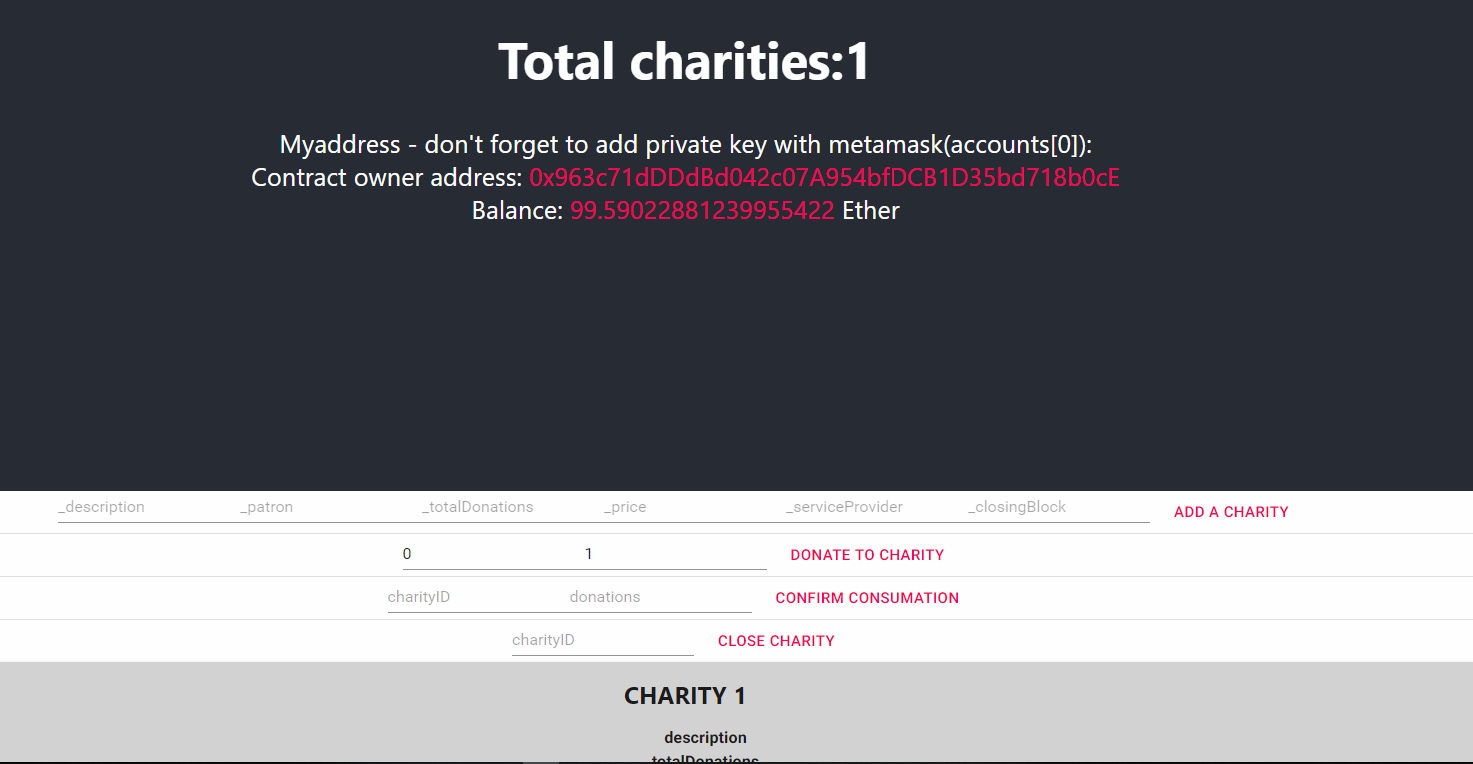 Total charities:1
Myaddress - don't forget to add private key with metamask(accounts[0]):
Contract owner address: 0x963c71dDDdBd042c07A954bfDCB1D35bd718b0cE
Balance: 99.59022881239955422 Ether
_description _patron _totalDonations _price _serviceProvider _closingBlock ADD A CHARITY
0 1 DONATE TO CHARITY
charityID donations CONFIRM CONSUMATION
charityID CLOSE CHARITY
CHARITY 1
description
totalDonations